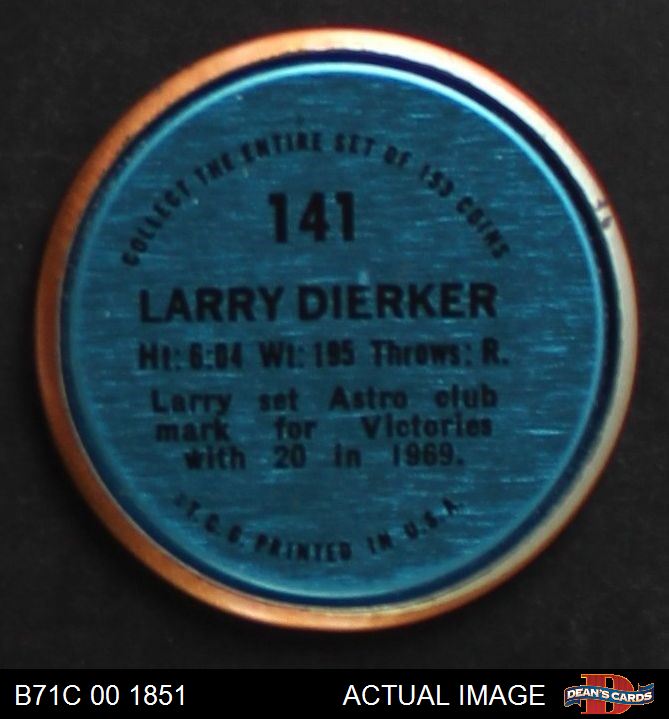 COLLECT THE ENTIRE SET OF 153 COINS
141
LARRY DIERKER
Ht: 6:04 Wt: 195 Throws: R.
Larry set Astro club
mark for Victories
with 20 in 1969.
T.C.G. PRINTED IN U.S.A.
B71C 00 1851
ACTUAL IMAGE
D
DEAN'S CARDS